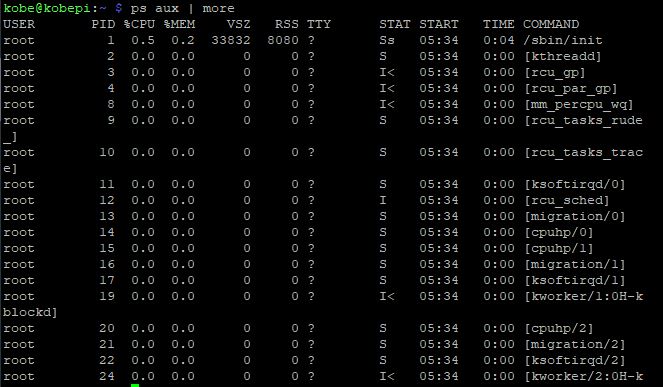 kobe@kobepi:~ $ ps aux | more
USER       PID %CPU %MEM    VSZ   RSS TTY      STAT START   TIME COMMAND
root         1  0.5  0.2  33832  8080 ?        Ss   05:34   0:04 /sbin/init
root         2  0.0  0.0      0     0 ?        S    05:34   0:00 [kthreadd]
root         3  0.0  0.0      0     0 ?        I<   05:34   0:00 [rcu_gp]
root         4  0.0  0.0      0     0 ?        I<   05:34   0:00 [rcu_par_gp]
root         8  0.0  0.0      0     0 ?        I<   05:34   0:00 [mm_percpu_wq]
root         9  0.0  0.0      0     0 ?        S    05:34   0:00 [rcu_tasks_rude
_]
root        10  0.0  0.0      0     0 ?        S    05:34   0:00 [rcu_tasks_trac
e]
root        11  0.0  0.0      0     0 ?        S    05:34   0:00 [ksoftirqd/0]
root        12  0.0  0.0      0     0 ?        I    05:34   0:00 [rcu_sched]
root        13  0.0  0.0      0     0 ?        S    05:34   0:00 [migration/0]
root        14  0.0  0.0      0     0 ?        S    05:34   0:00 [cpuhp/0]
root        15  0.0  0.0      0     0 ?        S    05:34   0:00 [cpuhp/1]
root        16  0.0  0.0      0     0 ?        S    05:34   0:00 [migration/1]
root        17  0.0  0.0      0     0 ?        S    05:34   0:00 [ksoftirqd/1]
root        19  0.0  0.0      0     0 ?        I<   05:34   0:00 [kworker/1:0H-k
blockd]
root        20  0.0  0.0      0     0 ?        S    05:34   0:00 [cpuhp/2]
root        21  0.0  0.0      0     0 ?        S    05:34   0:00 [migration/2]
root        22  0.0  0.0      0     0 ?        S    05:34   0:00 [ksoftirqd/2]
root        24  0.0  0.0      0     0 ?        I<   05:34   0:00 [kworker/2:0H-k